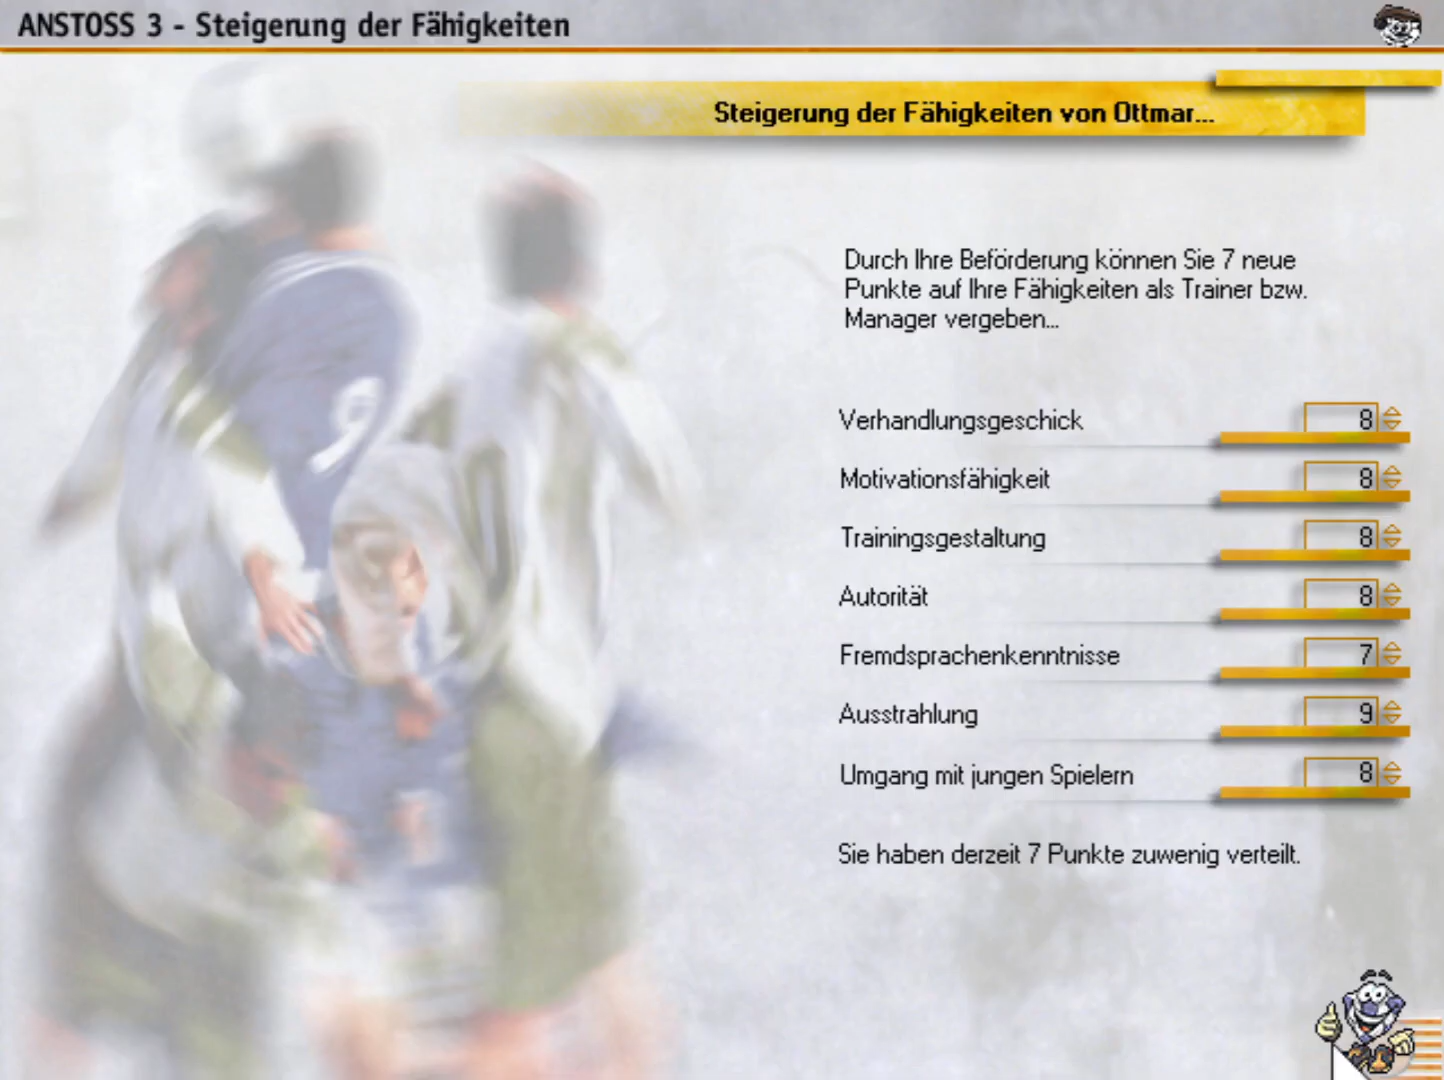 ANSTOSS 3 - Steigerung der Fähigkeiten
Steigerung der Fähigkeiten von Ottmar...
Durch Ihre Beförderung können Sie 7 neue
Punkte auf Ihre Fähigkeiten als Trainer bzw.
Manager vergeben...
Verhandlungsgeschick 8
Motivationsfähigkeit 8
Trainingsgestaltung 8
Autorität 8
Fremdsprachenkenntnisse 7
Ausstrahlung 9
Umgang mit jungen Spielern 8
Sie haben derzeit 7 Punkte zuwenig verteilt.
9